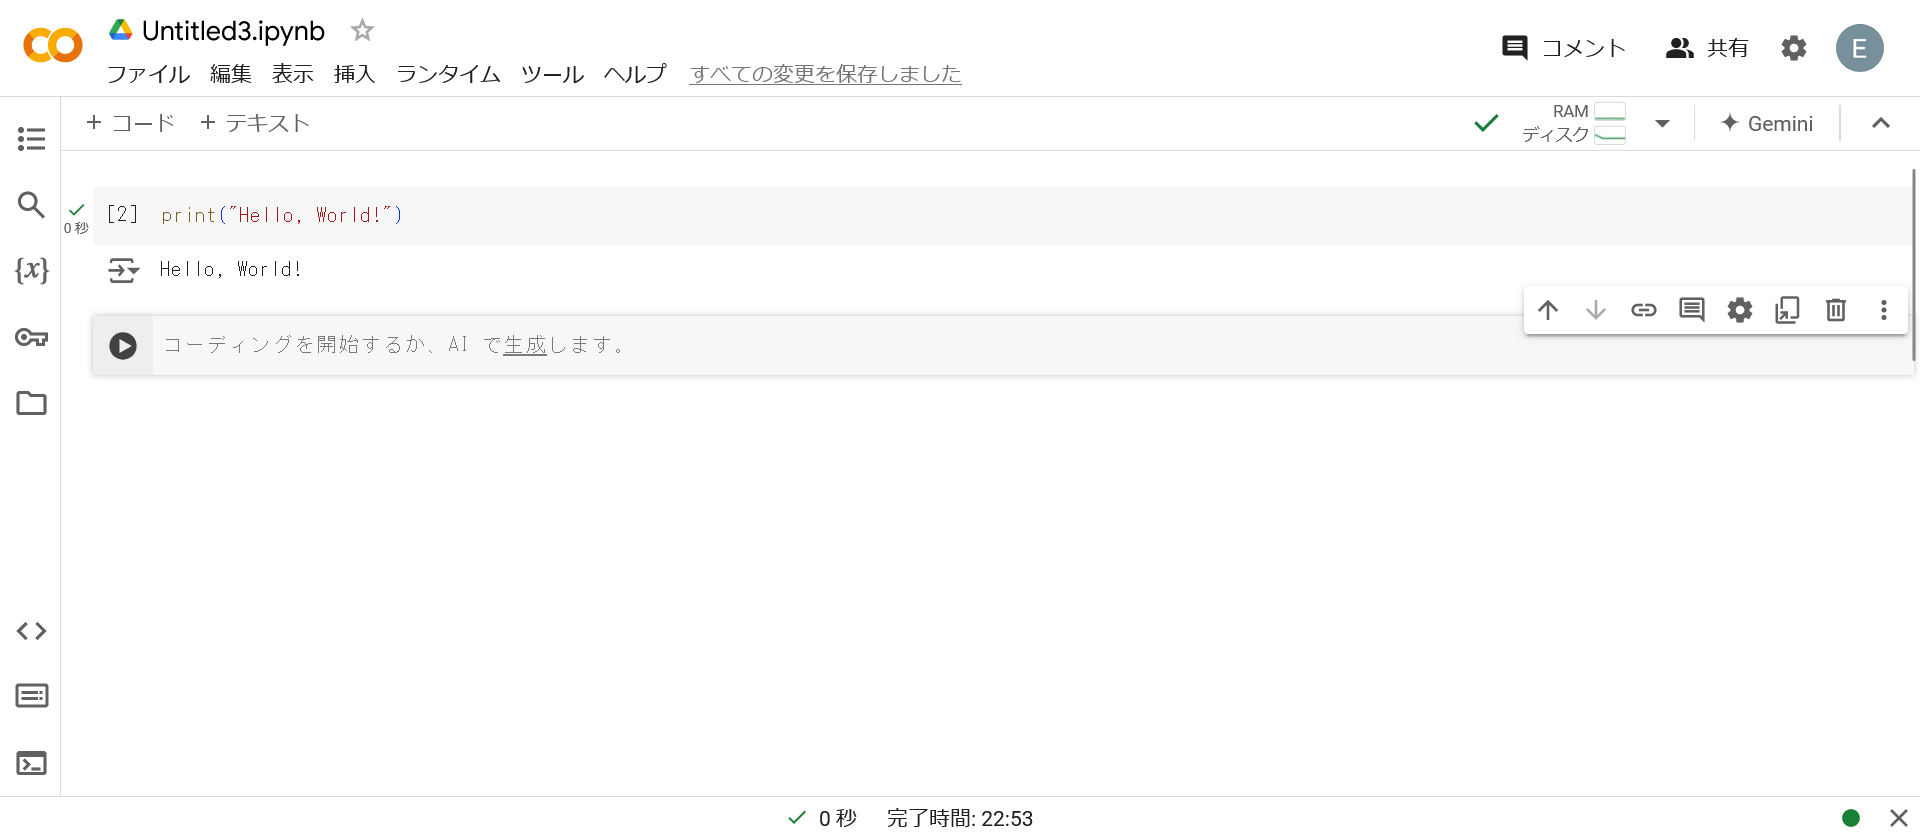 Untitled3.ipynb
ファイル 編集 表示 挿入 ランタイム ツール ヘルプ すべての変更を保存しました
コメント 共有 E
+ コード + テキスト
RAM
ディスク
Gemini
[2] print("Hello, World!")
0 秒
Hello, World!
コーディングを開始するか、AI で生成します。
{x}
0 秒 完了時間: 22:53